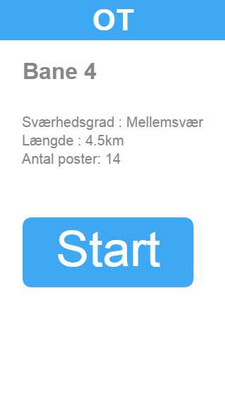 OT
Bane 4
Sværhedsgrad : Mellemsvær
Længde : 4.5km
Antal poster: 14
Start